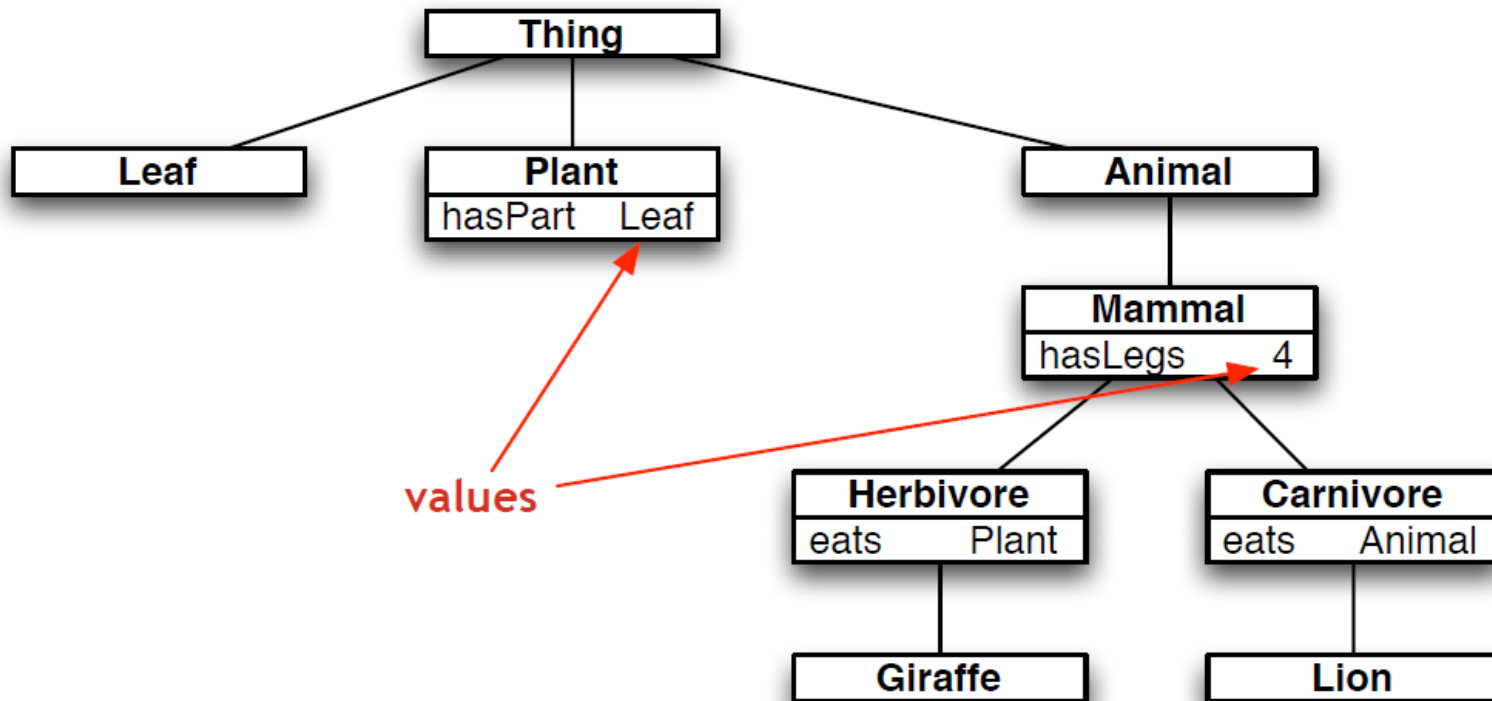 Thing
Leaf
Plant
Animal
hasPart Leaf
Mammal
hasLegs 4
values
Herbivore
Carnivore
eats Plant
eats Animal
Giraffe
Lion